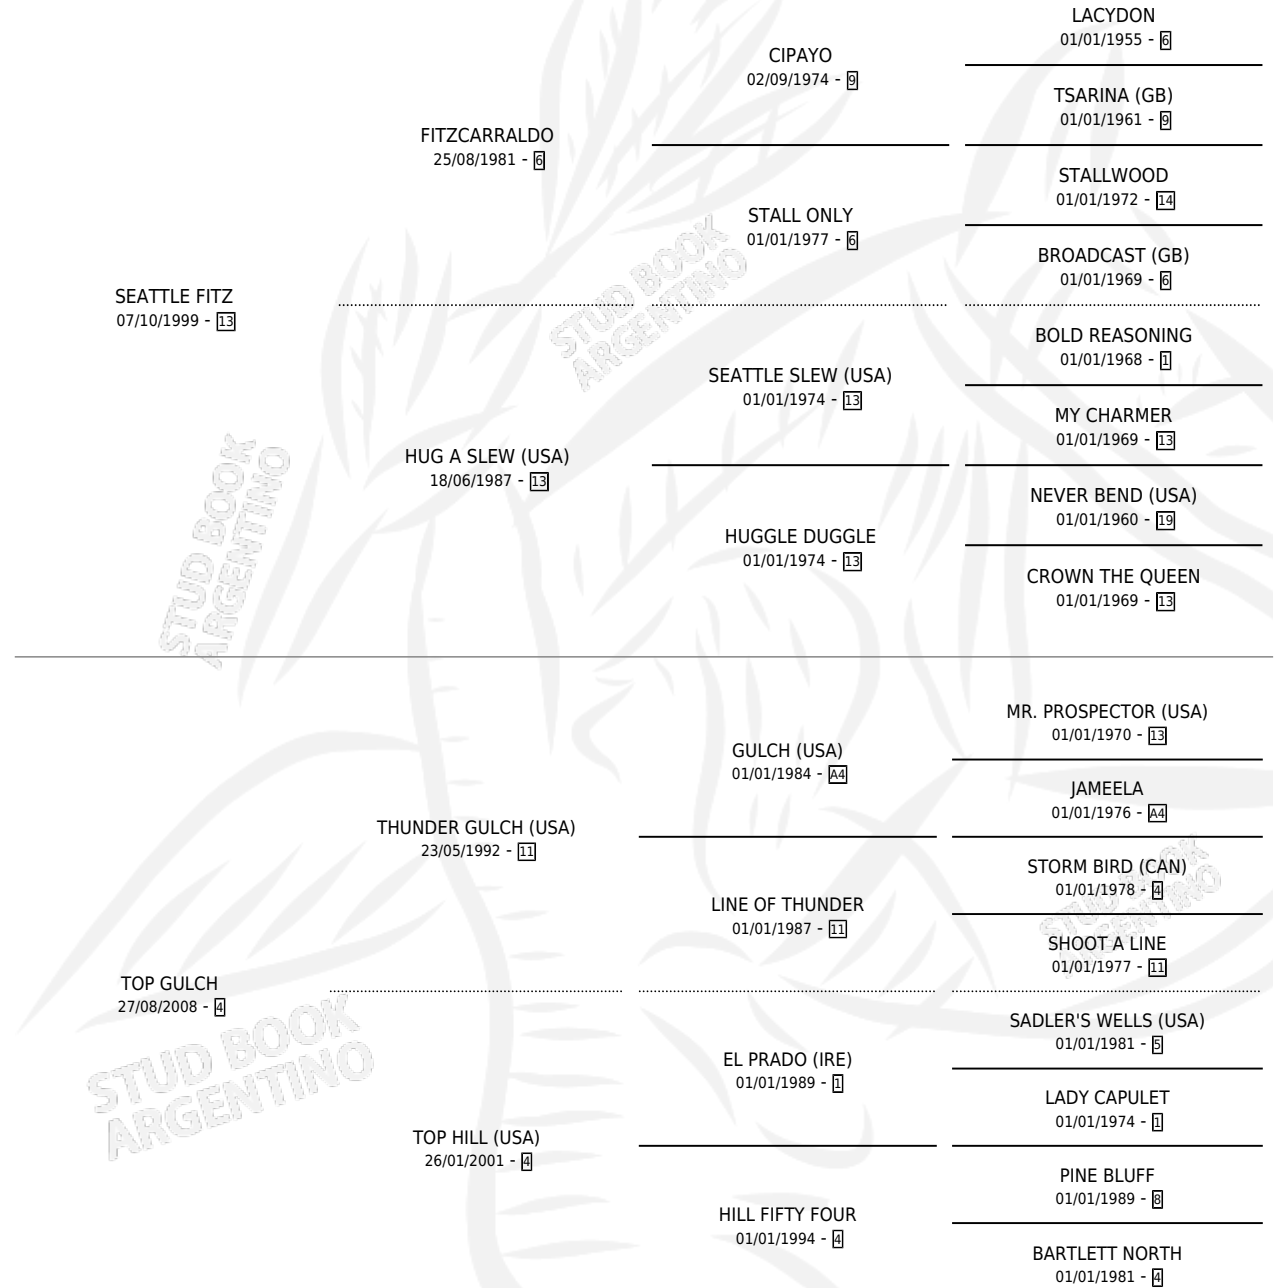 LACYDON
01/01/1955 - 6
CIPAYO
02/09/1974 - 9
TSARINA (GB)
01/01/1961 - 9
FITZCARRALDO
25/08/1981 - 6
STALLWOOD
01/01/1972 - 14
STALL ONLY
01/01/1977 - 6
BROADCAST (GB)
01/01/1969 - 6
SEATTLE FITZ
07/10/1999 - 13
BOLD REASONING
01/01/1968 - 1
SEATTLE SLEW (USA)
01/01/1974 - 13
MY CHARMER
01/01/1969 - 13
HUG A SLEW (USA)
18/06/1987 - 13
NEVER BEND (USA)
01/01/1960 - 19
HUGGLE DUGGLE
01/01/1974 - 13
CROWN THE QUEEN
01/01/1969 - 13
STUD BOOK
ARGENTINO
STUD BOOK
ARGENTINO
MR. PROSPECTOR (USA)
01/01/1970 - 13
GULCH (USA)
01/01/1984 - A4
JAMEELA
01/01/1976 - A4
THUNDER GULCH (USA)
23/05/1992 - 11
STORM BIRD (CAN)
01/01/1978 - 4
LINE OF THUNDER
01/01/1987 - 11
SHOOT A LINE
01/01/1977 - 11
STUD BOOK
ARGENTINO
TOP GULCH
27/08/2008 - 4
SADLER'S WELLS (USA)
01/01/1981 - 5
EL PRADO (IRE)
01/01/1989 - 1
LADY CAPULET
01/01/1974 - 1
TOP HILL (USA)
26/01/2001 - 4
PINE BLUFF
01/01/1989 - 8
HILL FIFTY FOUR
01/01/1994 - 4
BARTLETT NORTH
01/01/1981 - 4
STUD BOOK
ARGENTINO